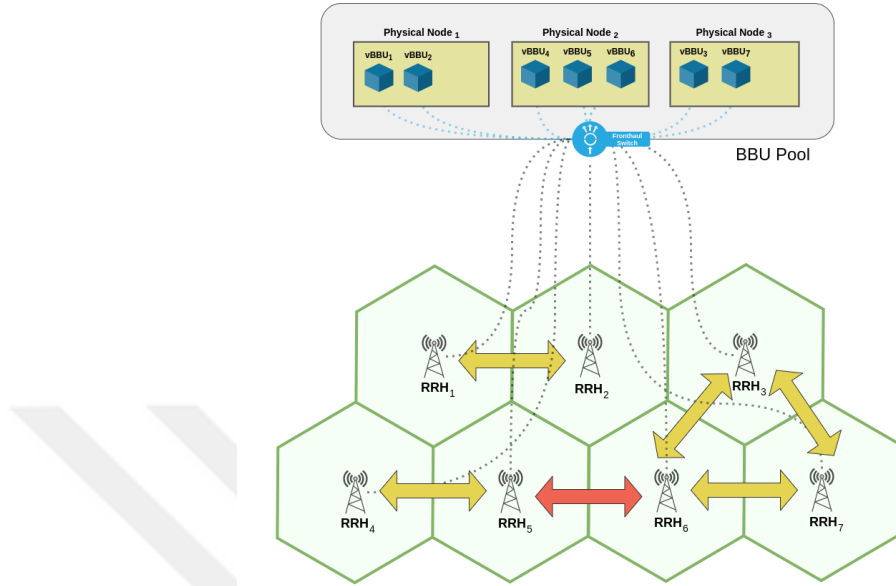 Physical Node 1
Physical Node 2
Physical Node 3
vBBU1 vBBU2
vBBU4 vBBU5 vBBU6
vBBU3 vBBU7
Fronthaul
Switch
BBU Pool
RRH1
RRH2
RRH3
RRH4
RRH5
RRH6
RRH7